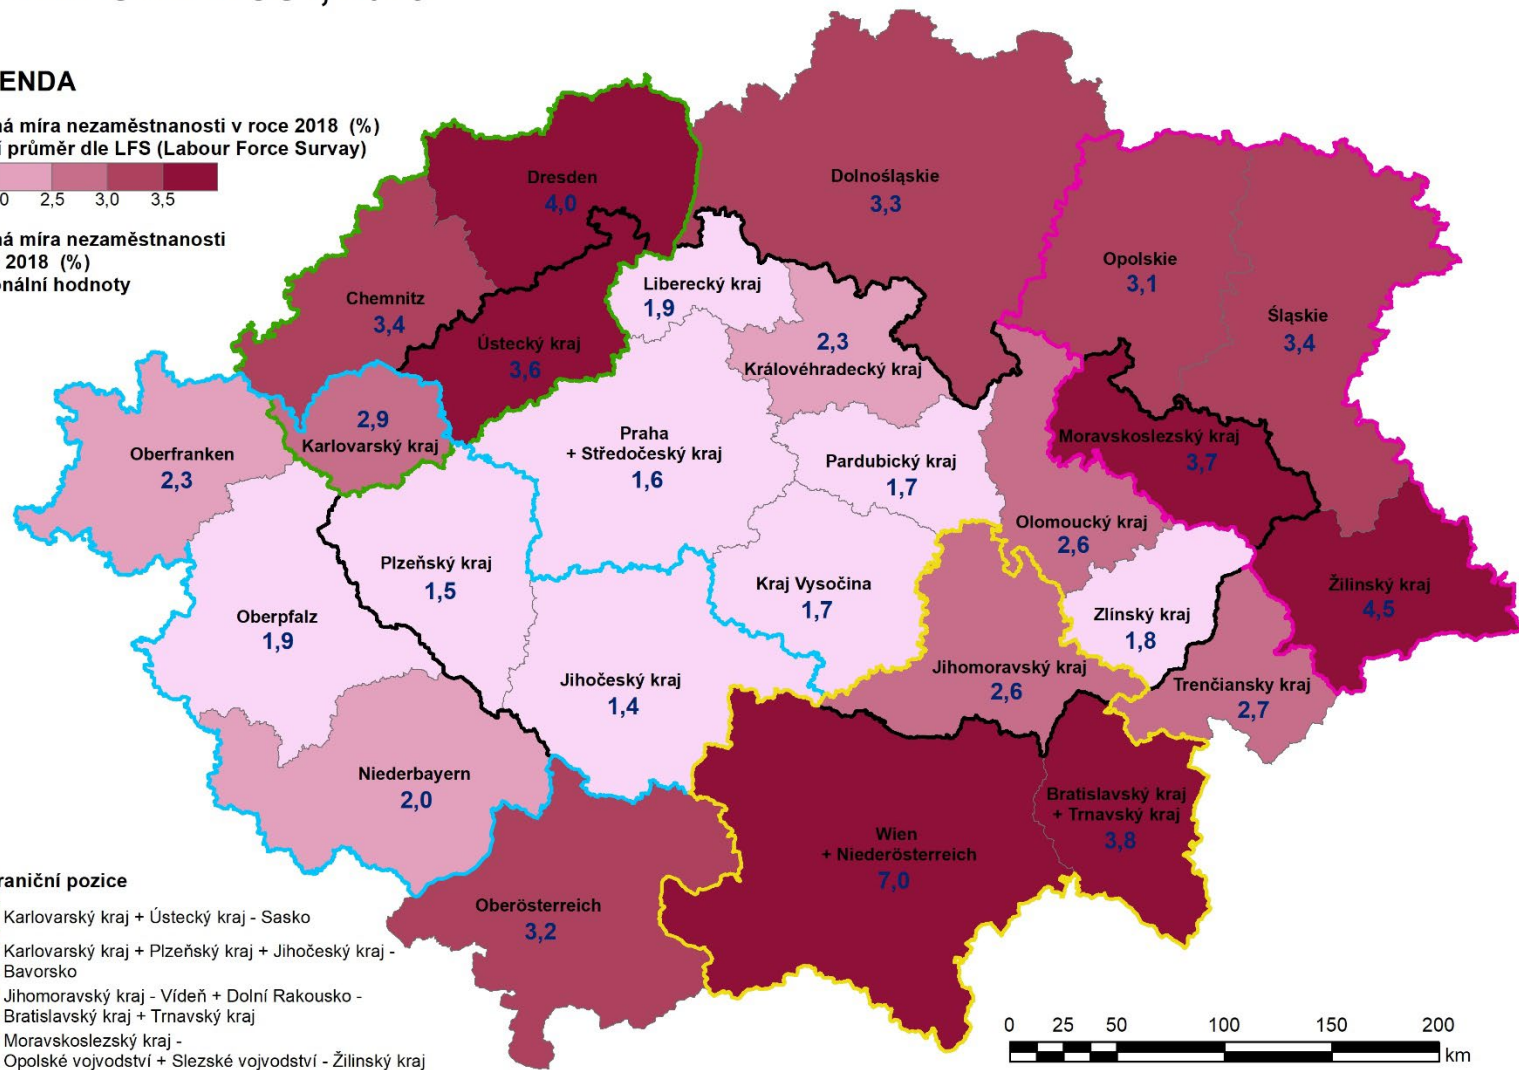 ENDA
á míra nezaměstnanosti v roce 2018 (%)
í průměr dle LFS (Labour Force Survay)
0 2,5 3,0 3,5
á míra nezaměstnanosti
2018 (%)
onální hodnoty
Dresden
4,0
Dolnośląskie
3,3
Opolskie
3,1
Śląskie
3,4
Chemnitz
3,4
Liberecký kraj
1,9
Ústecký kraj
3,6
2,3
Královéhradecký kraj
2,9
Karlovarský kraj
Oberfranken
2,3
Praha
+ Středočeský kraj
1,6
Pardubický kraj
1,7
Moravskoslezský kraj
3,7
Olomoucký kraj
2,6
Plzeňský kraj
1,5
Kraj Vysočina
1,7
Žilinský kraj
4,5
Oberpfalz
1,9
Zlínský kraj
1,8
Jihočeský kraj
1,4
Jihomoravský kraj
2,6
Trenčiansky kraj
2,7
Niederbayern
2,0
Bratislavský kraj
+ Trnavský kraj
3,8
Wien
+ Niederösterreich
7,0
Oberösterreich
3,2
raniční pozice
Karlovarský kraj + Ústecký kraj - Sasko
Karlovarský kraj + Plzeňský kraj + Jihočeský kraj -
Bavorsko
Jihomoravský kraj - Vídeň + Dolní Rakousko -
Bratislavský kraj + Trnavský kraj
Moravskoslezský kraj -
Opolské vojvodství + Slezské vojvodství - Žilinský kraj
0 25 50 100 150 200
km